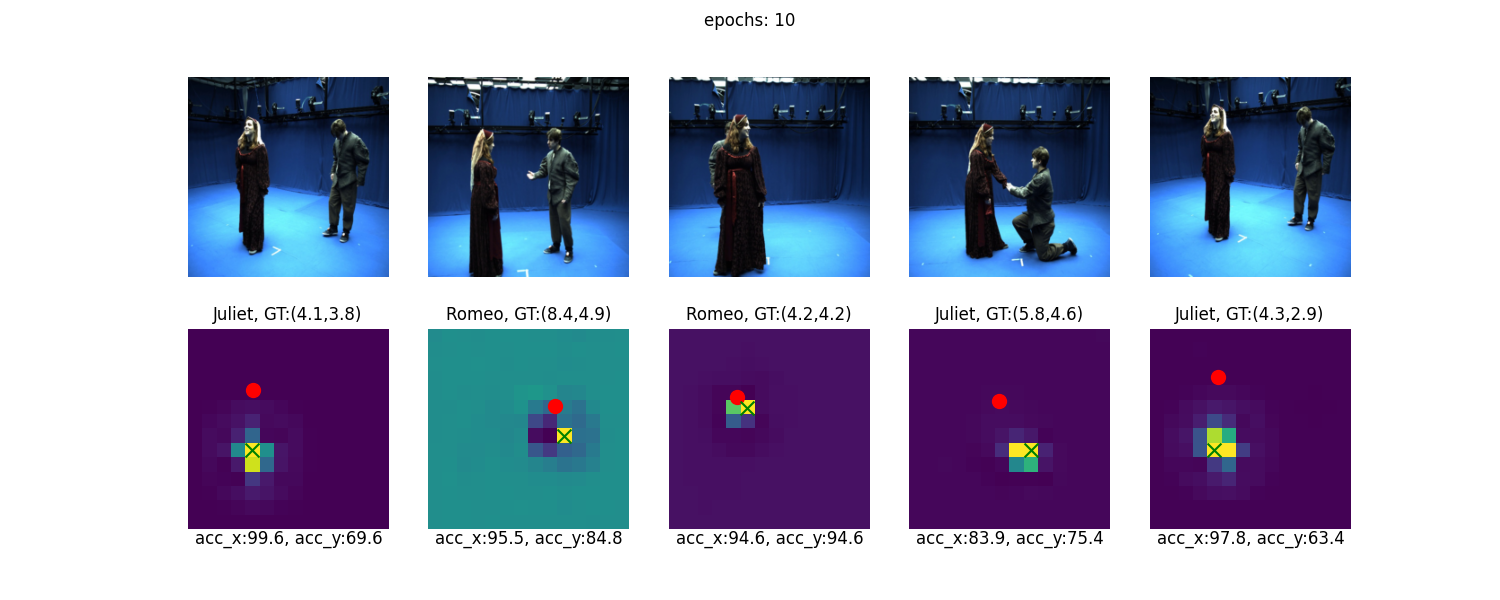 epochs: 10
Juliet, GT:(4.1,3.8)
Romeo, GT:(8.4,4.9)
Romeo, GT:(4.2,4.2)
Juliet, GT:(5.8,4.6)
Juliet, GT:(4.3,2.9)
acc_x:99.6, acc_y:69.6
acc_x:95.5, acc_y:84.8
acc_x:94.6, acc_y:94.6
acc_x:83.9, acc_y:75.4
acc_x:97.8, acc_y:63.4